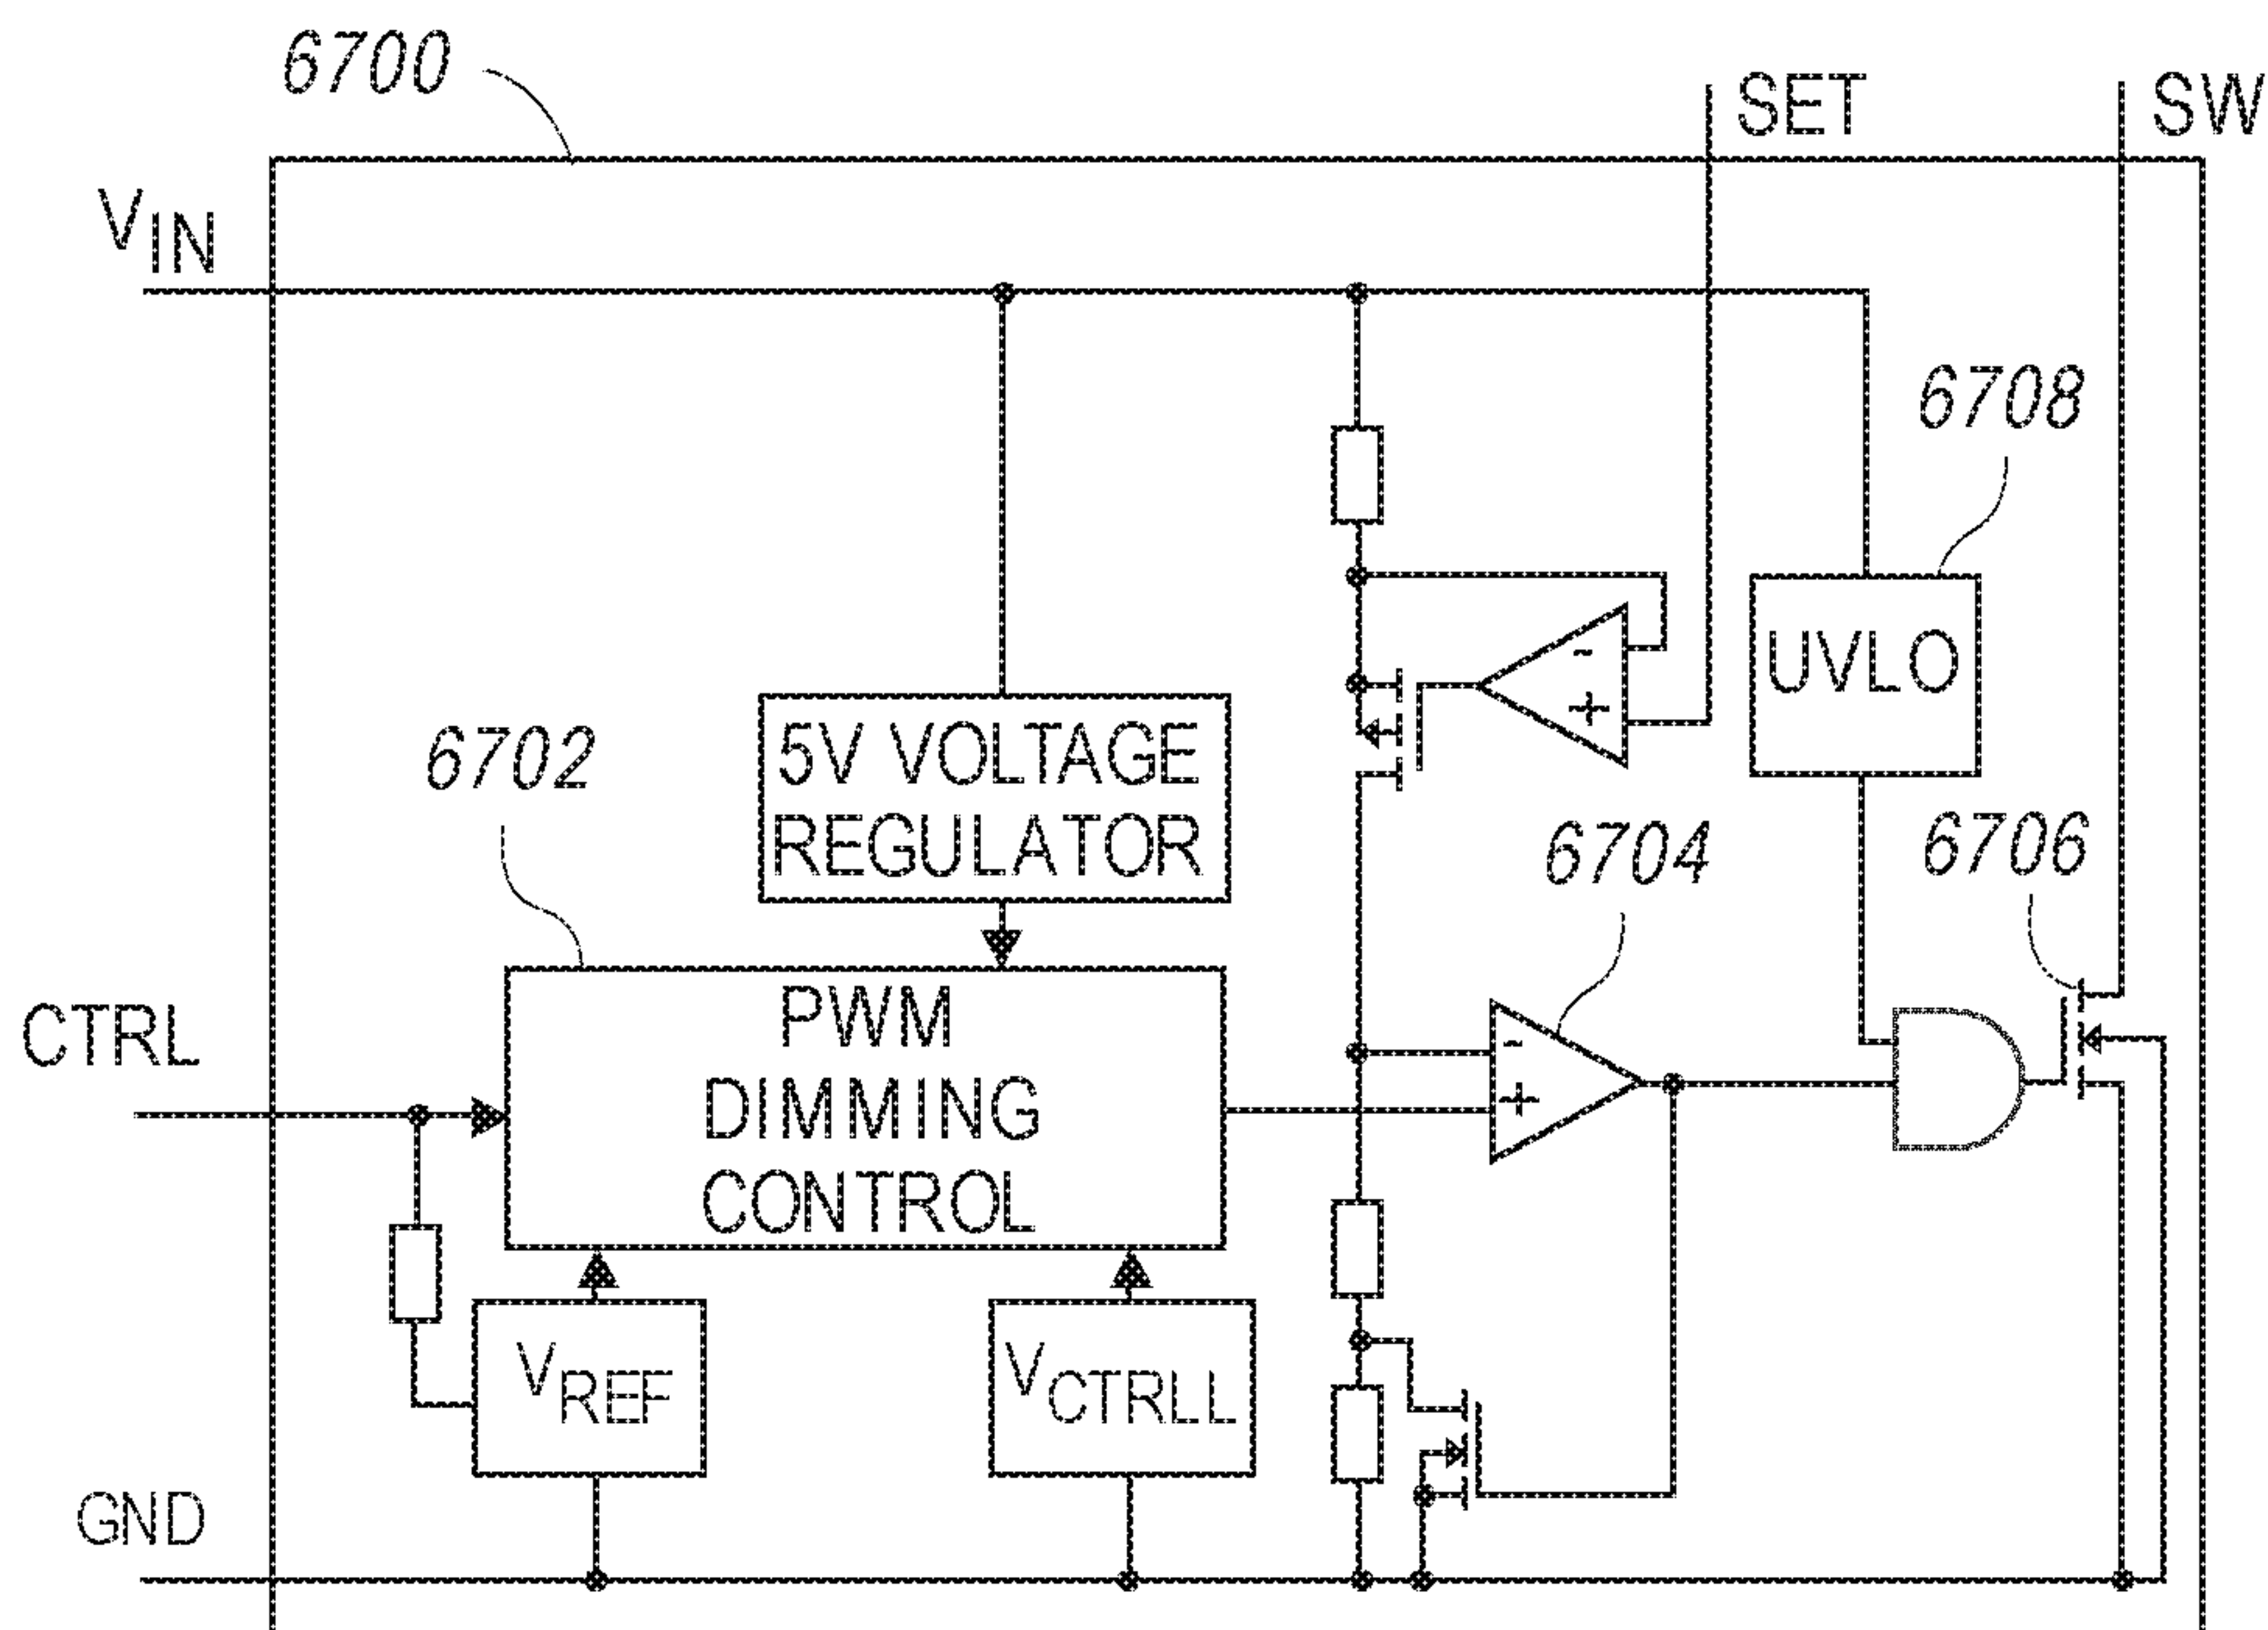 6700
SET
SW
VIN
6708
UVLO
6702
5V VOLTAGE
REGULATOR
6704
6706
CTRL
PWM
DIMMING
CONTROL
-
+
-
+
VREF
VCTRLL
GND